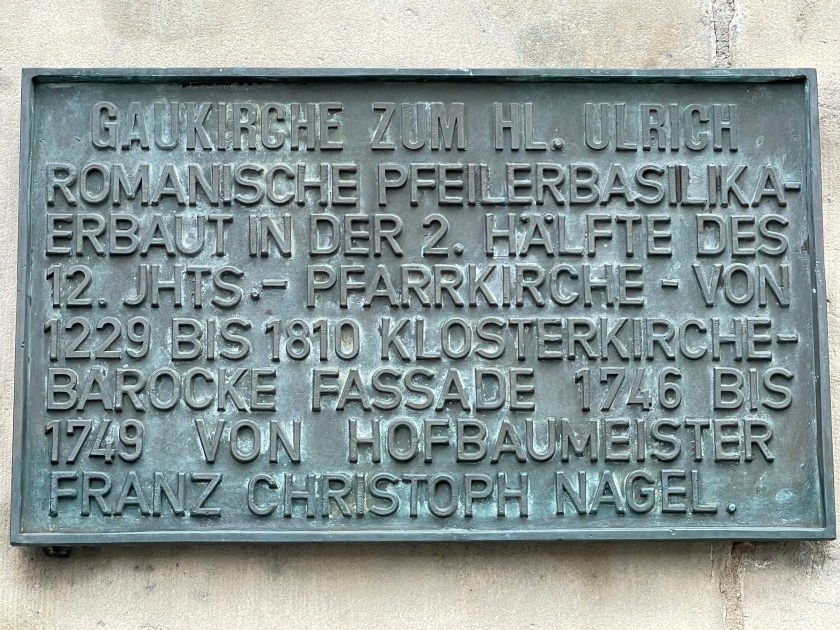 GAUKIRCHE ZUM HL. ULRICH
ROMANISCHE PFEILERBASILIKA-
ERBAUT IN DER 2. HÄLFTE DES
12. JHTS.- PFARRKIRCHE - VON
1229 BIS 1810 KLOSTERKIRCHE-
BAROCKE FASSADE 1746 BIS
1749 VON HOFBAUMEISTER
FRANZ CHRISTOPH NAGEL.